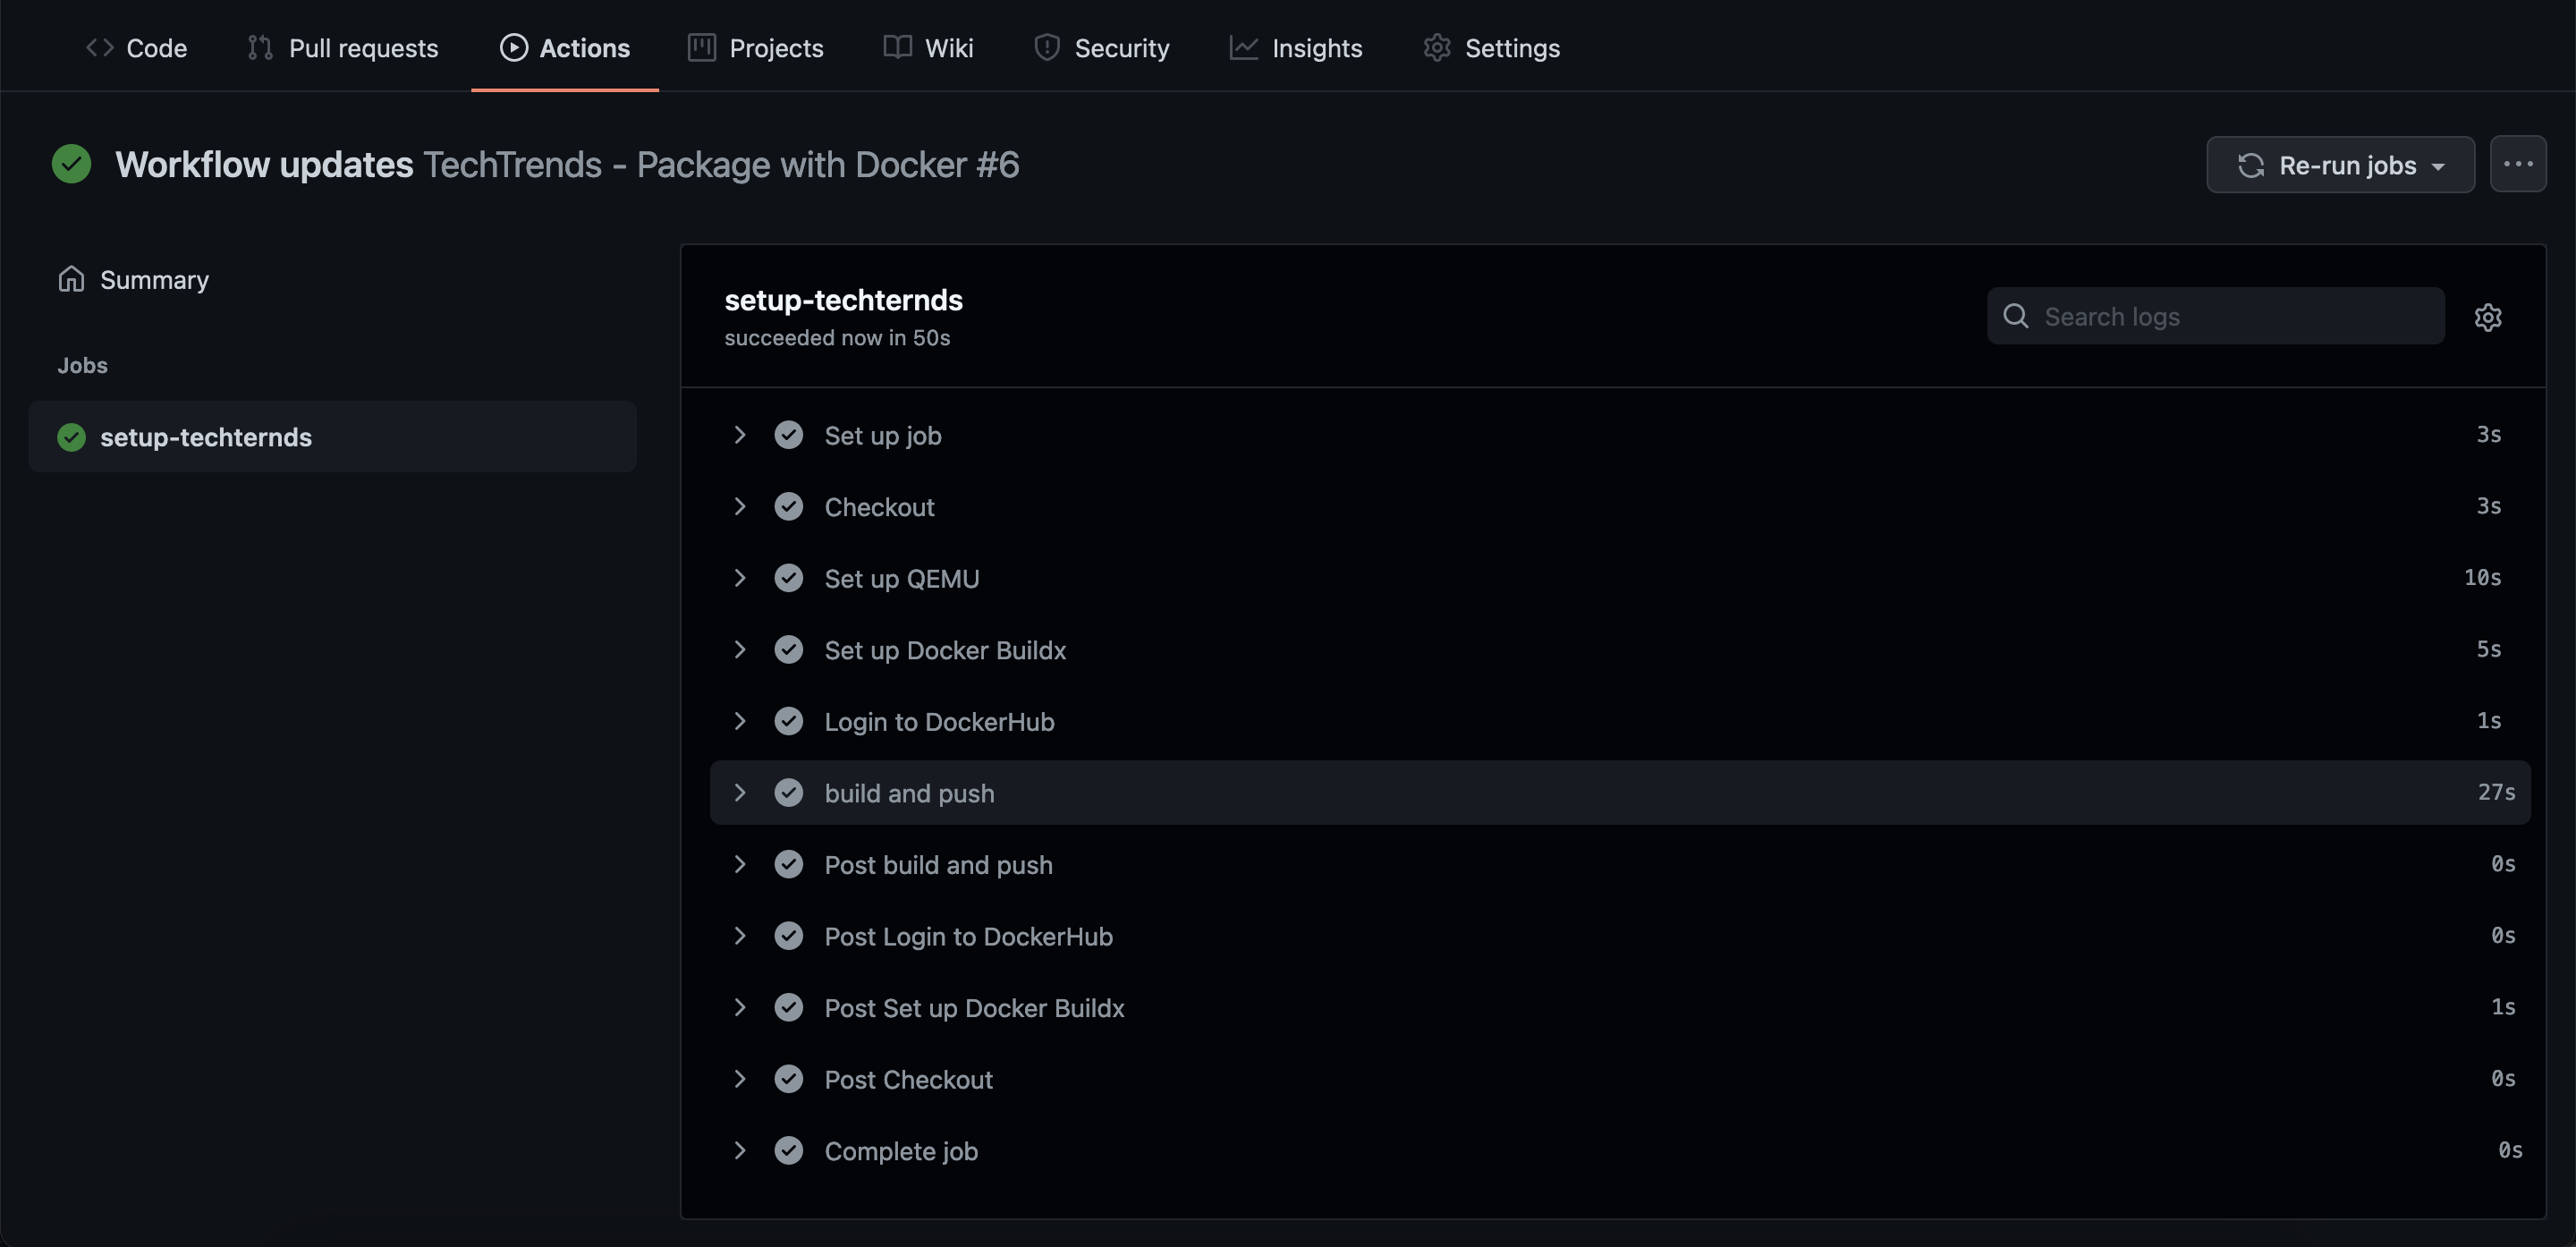 Code Pull requests Actions Projects Wiki Security Insights Settings
Workflow updates TechTrends - Package with Docker #6
Re-run jobs
Summary
Jobs
setup-techternds
setup-techternds
succeeded now in 50s
Search logs
Set up job 3s
Checkout 3s
Set up QEMU 10s
Set up Docker Buildx 5s
Login to DockerHub 1s
build and push 27s
Post build and push 0s
Post Login to DockerHub 0s
Post Set up Docker Buildx 1s
Post Checkout 0s
Complete job 0s